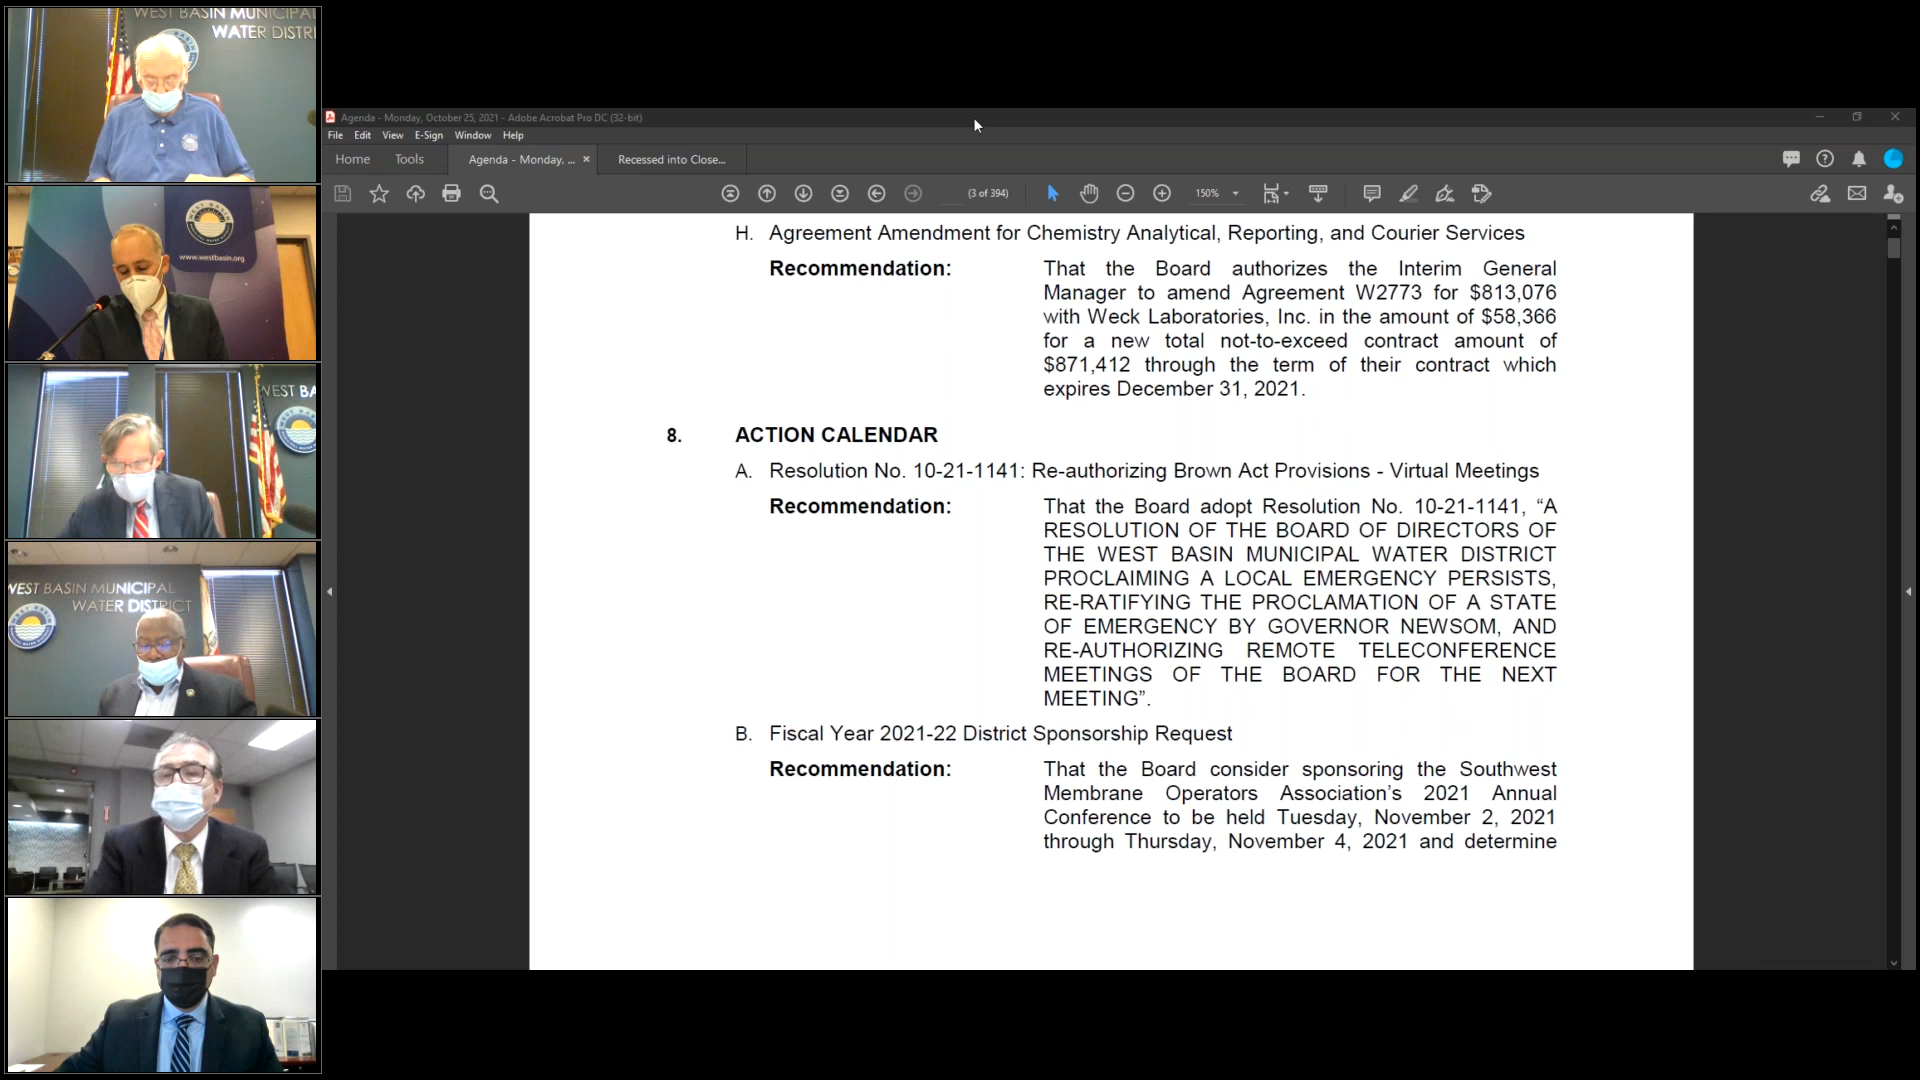 WEST BASIN MUNICIPAL
WATER DISTRI
www.westbasin.org
WEST BA
WEST BASIN MUNICIPAL
WATER DISTRICT
Agenda - Monday, October 25, 2021 - Adobe Acrobat Pro DC (32-bit)
File Edit View E-Sign Window Help
Home Tools Agenda - Monday, ... × Recessed into Close...
(3 of 394) 150%
H. Agreement Amendment for Chemistry Analytical, Reporting, and Courier Services
Recommendation: That the Board authorizes the Interim General
Manager to amend Agreement W2773 for $813,076
with Weck Laboratories, Inc. in the amount of $58,366
for a new total not-to-exceed contract amount of
$871,412 through the term of their contract which
expires December 31, 2021.
8. ACTION CALENDAR
A. Resolution No. 10-21-1141: Re-authorizing Brown Act Provisions - Virtual Meetings
Recommendation: That the Board adopt Resolution No. 10-21-1141, “A
RESOLUTION OF THE BOARD OF DIRECTORS OF
THE WEST BASIN MUNICIPAL WATER DISTRICT
PROCLAIMING A LOCAL EMERGENCY PERSISTS,
RE-RATIFYING THE PROCLAMATION OF A STATE
OF EMERGENCY BY GOVERNOR NEWSOM, AND
RE-AUTHORIZING REMOTE TELECONFERENCE
MEETINGS OF THE BOARD FOR THE NEXT
MEETING”.
B. Fiscal Year 2021-22 District Sponsorship Request
Recommendation: That the Board consider sponsoring the Southwest
Membrane Operators Association’s 2021 Annual
Conference to be held Tuesday, November 2, 2021
through Thursday, November 4, 2021 and determine